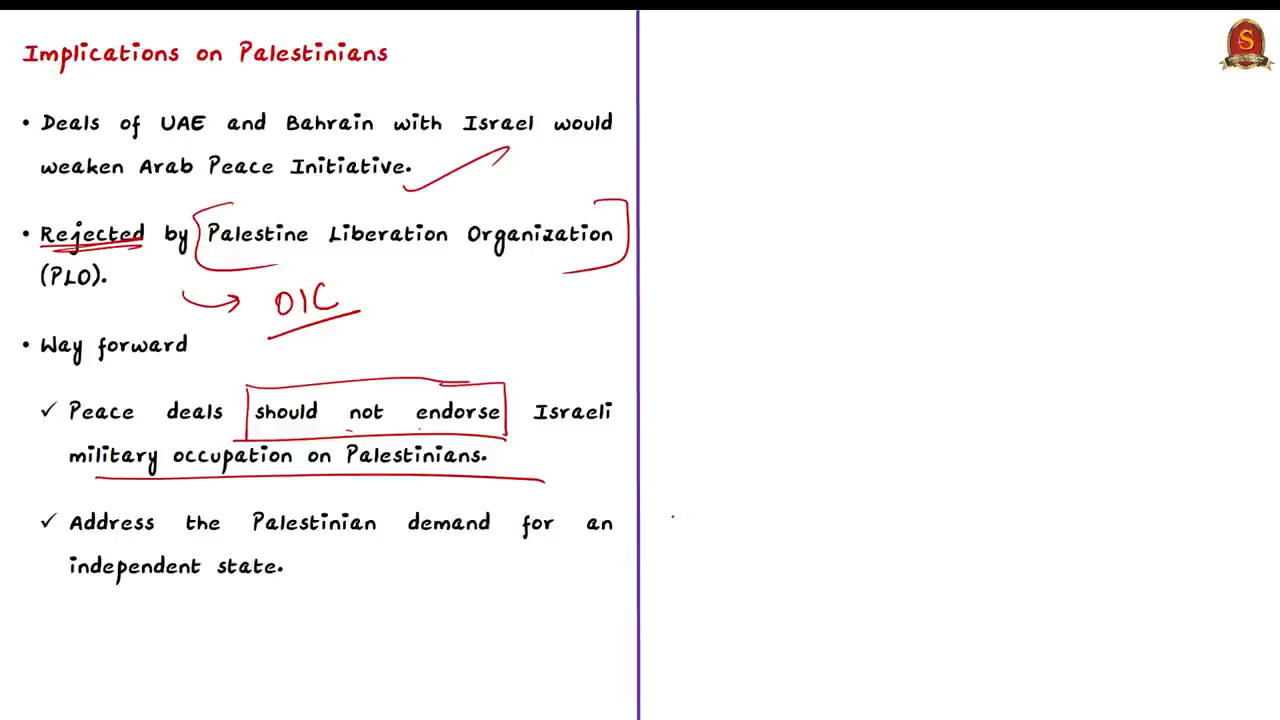 Implications on Palestinians
• Deals of UAE and Bahrain with Israel would
weaken Arab Peace Initiative.
• Rejected by Palestine Liberation Organization
(PLO).
OIC
• Way forward
✓ Peace deals should not endorse Israeli
military occupation on Palestinians.
✓ Address the Palestinian demand for an
independent state.
S